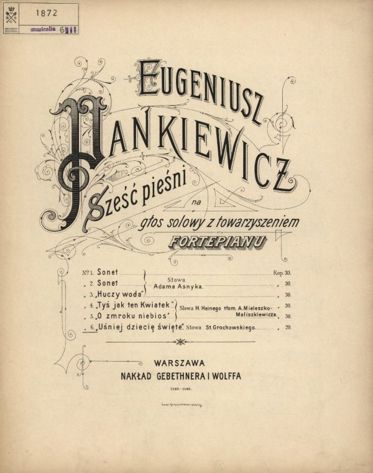 1872
musicalia
EUGENIUSZ
PANKIEWICZ
Sześć pieśni
na
głos solowy z towarzyszeniem
FORTEPIANU
№ 1. Sonet Kop. 30.
„ 2. Sonet Słowa Adama Asnyka. „ 30.
„ 3. „Huczy woda” „ 30.
„ 4. „Tyś jak ten Kwiatek” Słowa H. Heinego tłom. A. Mieleszko- „ 30.
„ 5. „O zmroku niebios” Maliszkiewicza. „ 30.
„ 6. „Uśnij dziecię święte” Słowa St. Grochowskiego. „ 20.
WARSZAWA
NAKŁAD GEBETHNERA I WOLFFA